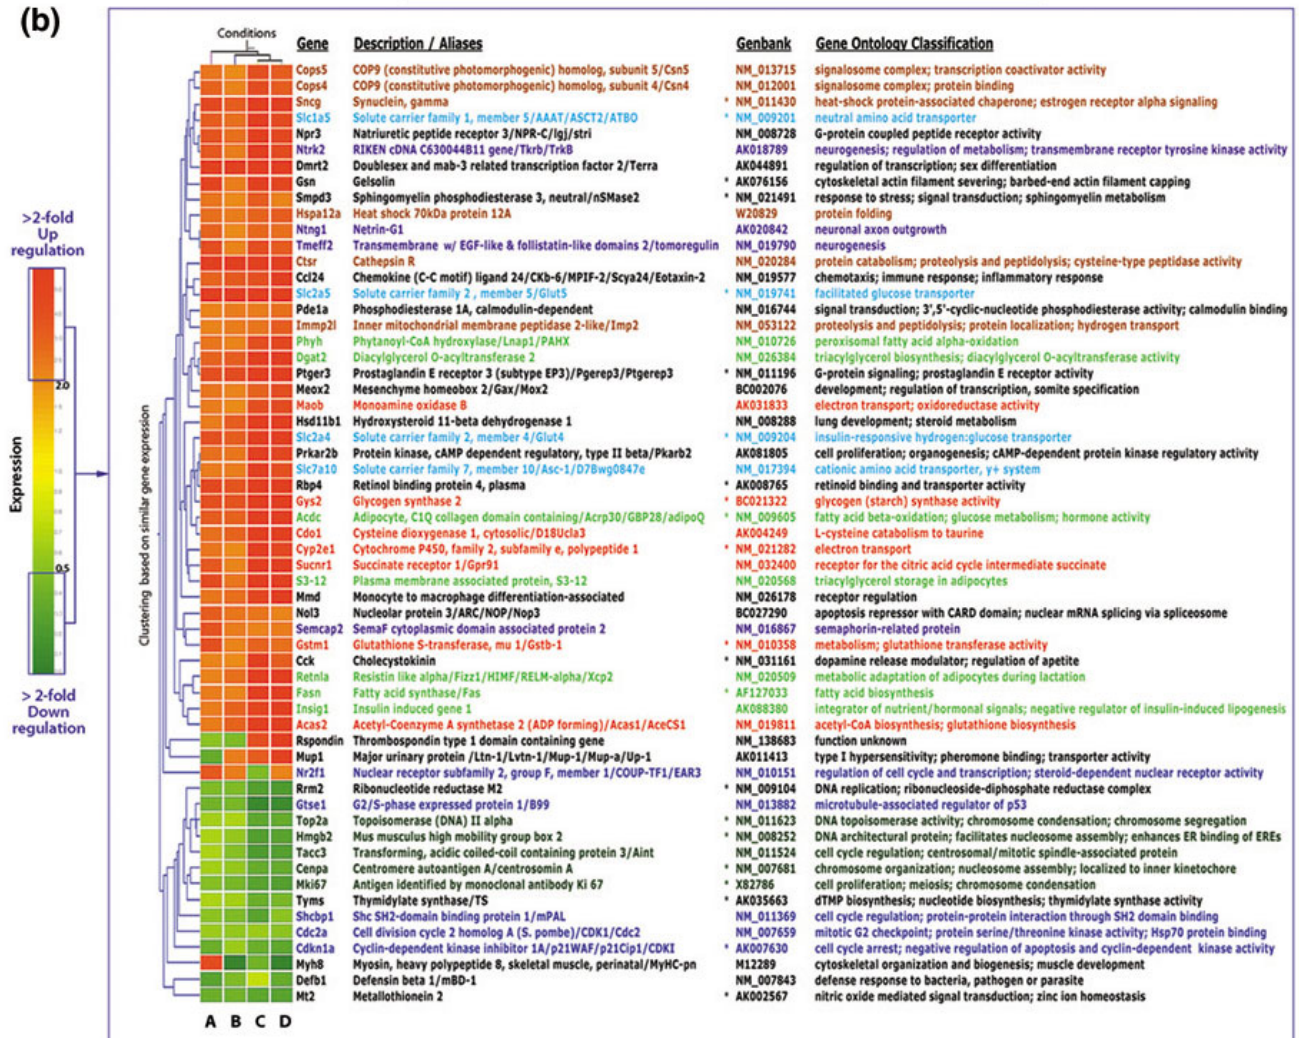 (b)
Conditions
Gene Description / Aliases Genbank Gene Ontology Classification
Cops5 COP9 (constitutive photomorphogenic) homolog, subunit 5/Csn5 NM_013715 signalosome complex; transcription coactivator activity
Cops4 COP9 (constitutive photomorphogenic) homolog, subunit 4/Csn4 NM_012001 signalosome complex; protein binding
Sncg Synuclein, gamma * NM_011430 heat-shock protein-associated chaperone; estrogen receptor alpha signaling
Slc1a5 Solute carrier family 1, member 5/AAAT/ASCT2/ATBO * NM_009201 neutral amino acid transporter
Npr3 Natriuretic peptide receptor 3/NPR-C/lgj/stri NM_008728 G-protein coupled peptide receptor activity
Ntrk2 RIKEN cDNA C630044B11 gene/Tkrb/TrkB AK018789 neurogenesis; regulation of metabolism; transmembrane receptor tyrosine kinase activity
Dmrt2 Doublesex and mab-3 related transcription factor 2/Terra AK044891 regulation of transcription; sex differentiation
Gsn Gelsolin * AK076156 cytoskeletal actin filament severing; barbed-end actin filament capping
Smpd3 Sphingomyelin phosphodiesterase 3, neutral/nSMase2 * NM_021491 response to stress; signal transduction; sphingomyelin metabolism
Hspa12a Heat shock 70kDa protein 12A W20829 protein folding
Ntng1 Netrin-G1 AK020842 neuronal axon outgrowth
Tmeff2 Transmembrane w/ EGF-like & follistatin-like domains 2/tomoregulin NM_019790 neurogenesis
Ctsr Cathepsin R NM_020284 protein catabolism; proteolysis and peptidolysis; cysteine-type peptidase activity
Ccl24 Chemokine (C-C motif) ligand 24/CKb-6/MPIF-2/Scya24/Eotaxin-2 NM_019577 chemotaxis; immune response; inflammatory response
Slc2a5 Solute carrier family 2 , member 5/Glut5 * NM_019741 facilitated glucose transporter
Pde1a Phosphodiesterase 1A, calmodulin-dependent NM_016744 signal transduction; 3',5'-cyclic-nucleotide phosphodiesterase activity; calmodulin binding
Immp2l Inner mitochondrial membrane peptidase 2-like/Imp2 NM_053122 proteolysis and peptidolysis; protein localization; hydrogen transport
Phyh Phytanoyl-CoA hydroxylase/Lnap1/PAHX NM_010726 peroxisomal fatty acid alpha-oxidation
Dgat2 Diacylglycerol O-acyltransferase 2 NM_026384 triacylglycerol biosynthesis; diacylglycerol O-acyltransferase activity
Ptger3 Prostaglandin E receptor 3 (subtype EP3)/Pgerep3/Ptgerep3 * NM_011196 G-protein signaling; prostaglandin E receptor activity
Meox2 Mesenchyme homeobox 2/Gax/Mox2 BC002076 development; regulation of transcription, somite specification
Maob Monoamine oxidase B AK031833 electron transport; oxidoreductase activity
Hsd11b1 Hydroxysteroid 11-beta dehydrogenase 1 NM_008288 lung development; steroid metabolism
Slc2a4 Solute carrier family 2, member 4/Glut4 * NM_009204 insulin-responsive hydrogen:glucose transporter
Prkar2b Protein kinase, cAMP dependent regulatory, type II beta/Pkarb2 AK081805 cell proliferation; organogenesis; cAMP-dependent protein kinase regulatory activity
Slc7a10 Solute carrier family 7, member 10/Asc-1/D7Bwg0847e NM_017394 cationic amino acid transporter, y+ system
Rbp4 Retinol binding protein 4, plasma * AK008765 retinoid binding and transporter activity
Gys2 Glycogen synthase 2 * BC021322 glycogen (starch) synthase activity
Acdc Adipocyte, C1Q collagen domain containing/Acrp30/GBP28/adipoQ * NM_009605 fatty acid beta-oxidation; glucose metabolism; hormone activity
Cdo1 Cysteine dioxygenase 1, cytosolic/D18Ucla3 AK004249 L-cysteine catabolism to taurine
Cyp2e1 Cytochrome P450, family 2, subfamily e, polypeptide 1 * NM_021282 electron transport
Sucnr1 Succinate receptor 1/Gpr91 NM_032400 receptor for the citric acid cycle intermediate succinate
S3-12 Plasma membrane associated protein, S3-12 NM_020568 triacylglycerol storage in adipocytes
Mmd Monocyte to macrophage differentiation-associated NM_026178 receptor regulation
Nol3 Nucleolar protein 3/ARC/NOP/Nop3 BC027290 apoptosis repressor with CARD domain; nuclear mRNA splicing via spliceosome
Semcap2 SemaF cytoplasmic domain associated protein 2 NM_016867 semaphorin-related protein
Gstm1 Glutathione S-transferase, mu 1/Gstb-1 * NM_010358 metabolism; glutathione transferase activity
Cck Cholecystokinin * NM_031161 dopamine release modulator; regulation of apetite
Retnla Resistin like alpha/Fizz1/HIMF/RELM-alpha/Xcp2 NM_020509 metabolic adaptation of adipocytes during lactation
Fasn Fatty acid synthase/Fas * AF127033 fatty acid biosynthesis
Insig1 Insulin induced gene 1 AK088380 integrator of nutrient/hormonal signals; negative regulator of insulin-induced lipogenesis
Acas2 Acetyl-Coenzyme A synthetase 2 (ADP forming)/Acas1/AceCS1 NM_019811 acetyl-CoA biosynthesis; glutathione biosynthesis
Rspondin Thrombospondin type 1 domain containing gene NM_138683 function unknown
Mup1 Major urinary protein /Ltn-1/Lvtn-1/Mup-1/Mup-a/Up-1 AK011413 type I hypersensitivity; pheromone binding; transporter activity
Nr2f1 Nuclear receptor subfamily 2, group F, member 1/COUP-TF1/EAR3 NM_010151 regulation of cell cycle and transcription; steroid-dependent nuclear receptor activity
Rrm2 Ribonucleotide reductase M2 * NM_009104 DNA replication; ribonucleoside-diphosphate reductase complex
Gtse1 G2/S-phase expressed protein 1/B99 NM_013882 microtubule-associated regulator of p53
Top2a Topoisomerase (DNA) II alpha * NM_011623 DNA topoisomerase activity; chromosome condensation; chromosome segregation
Hmgb2 Mus musculus high mobility group box 2 * NM_008252 DNA architectural protein; facilitates nucleosome assembly; enhances ER binding of EREs
Tacc3 Transforming, acidic coiled-coil containing protein 3/Aint NM_011524 cell cycle regulation; centrosomal/mitotic spindle-associated protein
Cenpa Centromere autoantigen A/centrosomin A * NM_007681 chromosome organization; nucleosome assembly; localized to inner kinetochore
Mki67 Antigen identified by monoclonal antibody Ki 67 * X82786 cell proliferation; meiosis; chromosome condensation
Tyms Thymidylate synthase/TS * AK035663 dTMP biosynthesis; nucleotide biosynthesis; thymidylate synthase activity
Shcbp1 Shc SH2-domain binding protein 1/mPAL NM_011369 cell cycle regulation; protein-protein interaction through SH2 domain binding
Cdc2a Cell division cycle 2 homolog A (S. pombe)/CDK1/Cdc2 NM_007659 mitotic G2 checkpoint; protein serine/threonine kinase activity; Hsp70 protein binding
Cdkn1a Cyclin-dependent kinase inhibitor 1A/p21WAF/p21Cip1/CDKI * AK007630 cell cycle arrest; negative regulation of apoptosis and cyclin-dependent kinase activity
Myh8 Myosin, heavy polypeptide 8, skeletal muscle, perinatal/MyHC-pn M12289 cytoskeletal organization and biogenesis; muscle development
Defb1 Defensin beta 1/mBD-1 NM_007843 defense response to bacteria, pathogen or parasite
Mt2 Metallothionein 2 * AK002567 nitric oxide mediated signal transduction; zinc ion homeostasis
A B C D
>2-fold
Up
regulation
2.0
Expression
0.5
> 2-fold
Down
regulation
Clustering based on similar gene expression